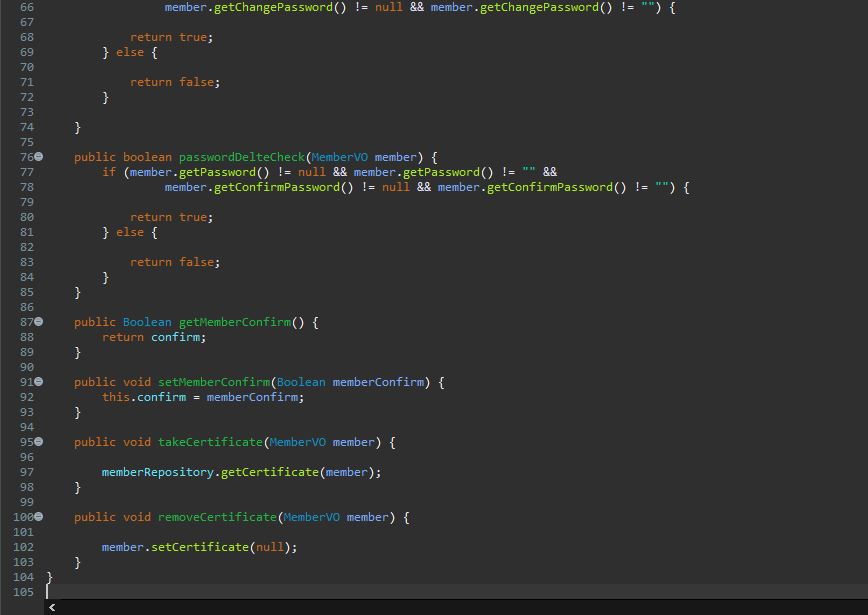 66                 member.getChangePassword() != null && member.getChangePassword() != "") {
67
68             return true;
69         } else {
70
71             return false;
72         }
73
74     }
75
76     public boolean passwordDelteCheck(MemberVO member) {
77         if (member.getPassword() != null && member.getPassword() != "" &&
78                 member.getConfirmPassword() != null && member.getConfirmPassword() != "") {
79
80             return true;
81         } else {
82
83             return false;
84         }
85     }
86
87     public Boolean getMemberConfirm() {
88         return confirm;
89     }
90
91     public void setMemberConfirm(Boolean memberConfirm) {
92         this.confirm = memberConfirm;
93     }
94
95     public void takeCertificate(MemberVO member) {
96
97         memberRepository.getCertificate(member);
98     }
99
100     public void removeCertificate(MemberVO member) {
101
102         member.setCertificate(null);
103     }
104 }
105